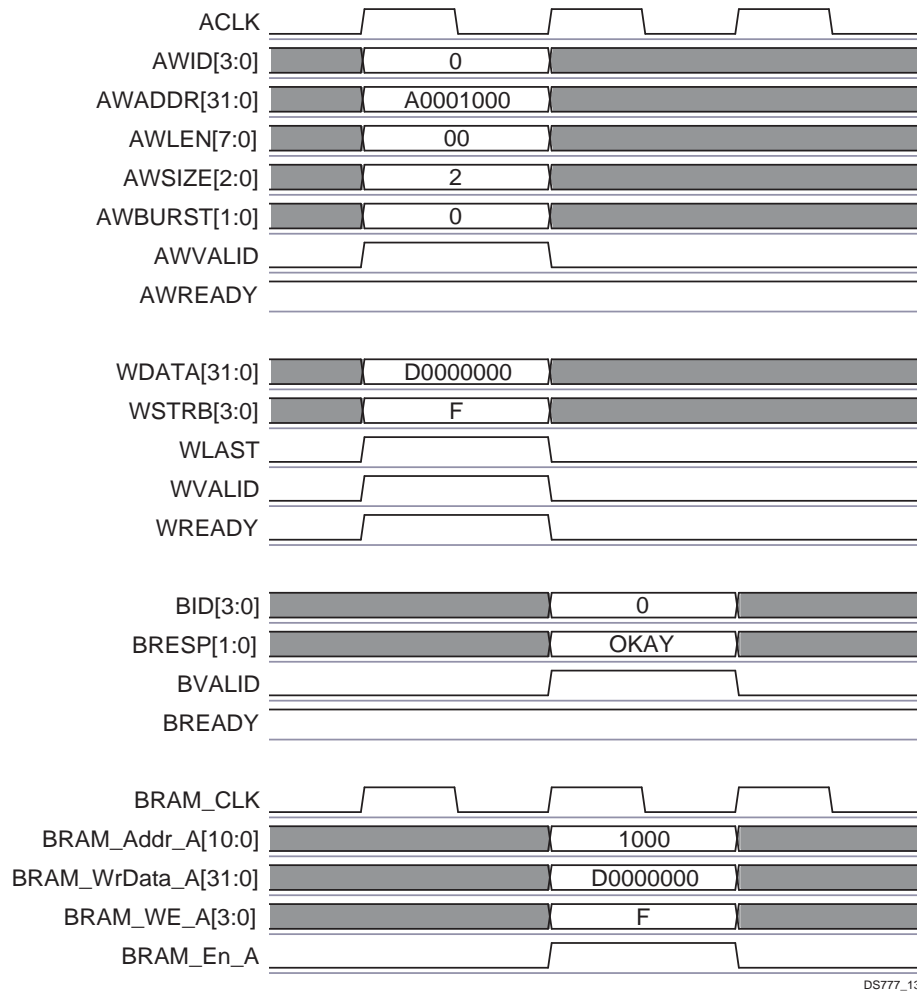 ACLK
AWID[3:0] 0
AWADDR[31:0] A0001000
AWLEN[7:0] 00
AWSIZE[2:0] 2
AWBURST[1:0] 0
AWVALID
AWREADY
WDATA[31:0] D0000000
WSTRB[3:0] F
WLAST
WVALID
WREADY
BID[3:0] 0
BRESP[1:0] OKAY
BVALID
BREADY
BRAM_CLK
BRAM_Addr_A[10:0] 1000
BRAM_WrData_A[31:0] D0000000
BRAM_WE_A[3:0] F
BRAM_En_A
DS777_13